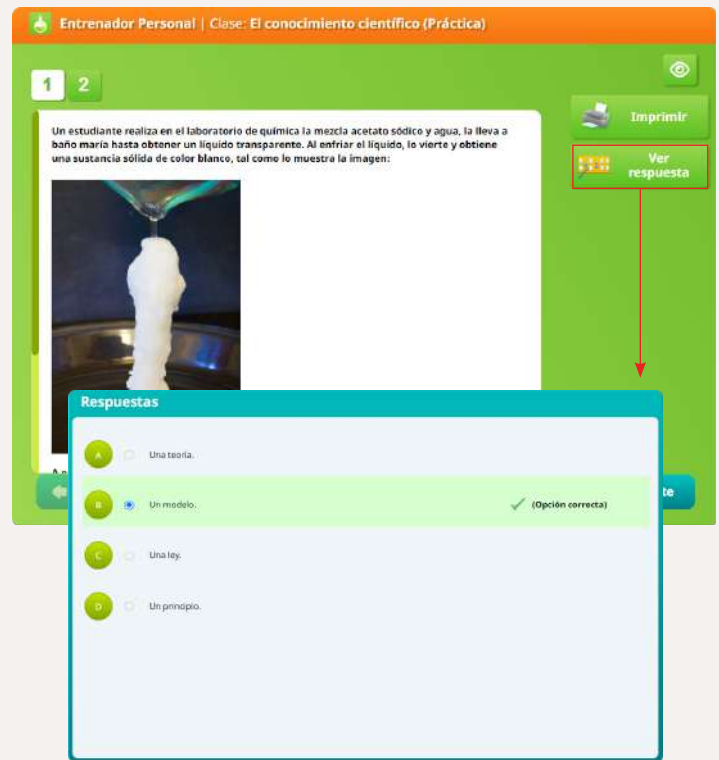 Entrenador Personal | Clase: El conocimiento científico (Práctica)
1 2
Imprimir
Ver
respuesta
Un estudiante realiza en el laboratorio de química la mezcla acetato sódico y agua, la lleva a
baño maría hasta obtener un líquido transparente. Al enfriar el líquido, lo vierte y obtiene
una sustancia sólida de color blanco, tal como lo muestra la imagen:
Respuestas
A Una teoría.
B Un modelo. (Opción correcta)
C Una ley.
D Un principio.